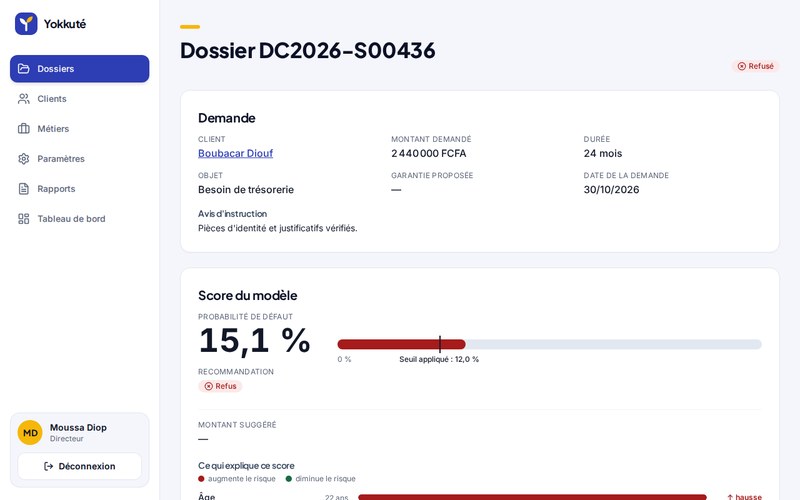 Yokkuté
Dossiers
Clients
Métiers
Paramètres
Rapports
Tableau de bord
MD
Moussa Diop
Directeur
Déconnexion
Dossier DC2026-S00436
Refusé
Demande
CLIENT
MONTANT DEMANDÉ
DURÉE
Boubacar Diouf
2 440 000 FCFA
24 mois
OBJET
GARANTIE PROPOSÉE
DATE DE LA DEMANDE
Besoin de trésorerie
—
30/10/2026
Avis d'instruction
Pièces d'identité et justificatifs vérifiés.
Score du modèle
PROBABILITÉ DE DÉFAUT
15,1 %
0 %
Seuil appliqué : 12,0 %
RECOMMANDATION
Refus
MONTANT SUGGÉRÉ
—
Ce qui explique ce score
augmente le risque
diminue le risque
Âge
22 ans
↑ hausse